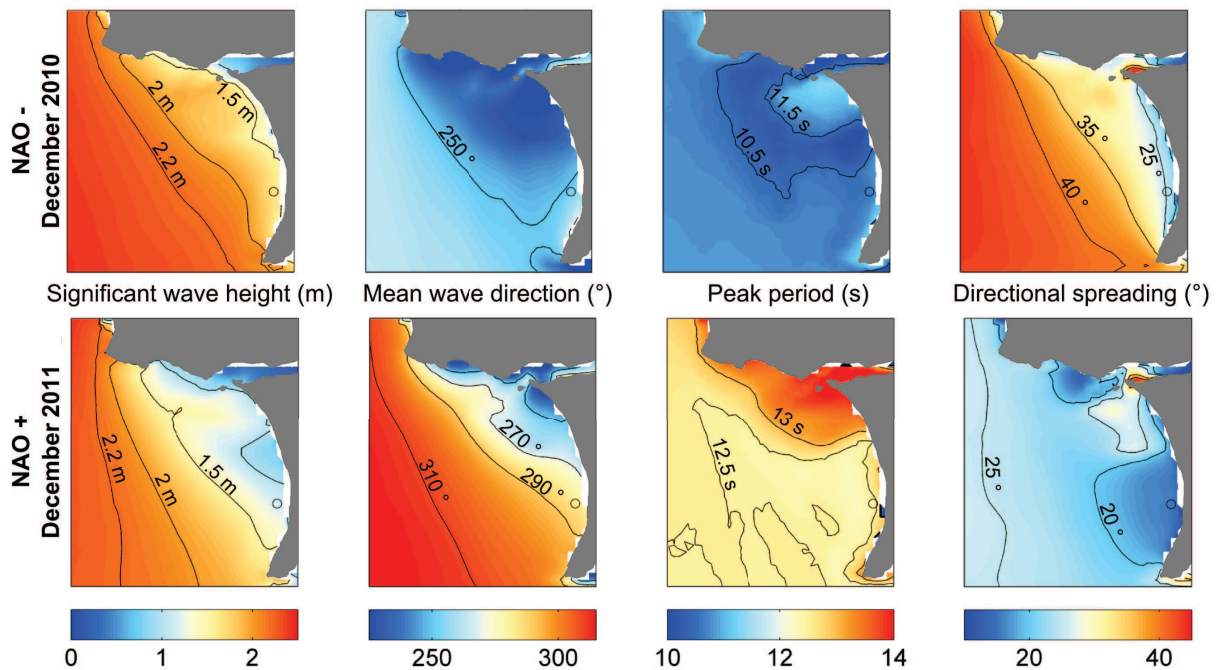 NAO -
December 2010
2 m
1.5 m
2.2 m
250 °
11.5 s
10.5 s
35 °
25 °
40 °
Significant wave height (m)
Mean wave direction (°)
Peak period (s)
Directional spreading (°)
NAO +
December 2011
2.2 m
2 m
1.5 m
310 °
270 °
290 °
12.5 s
13 s
25 °
20 °
0 1 2
250 300
10 12 14
20 40